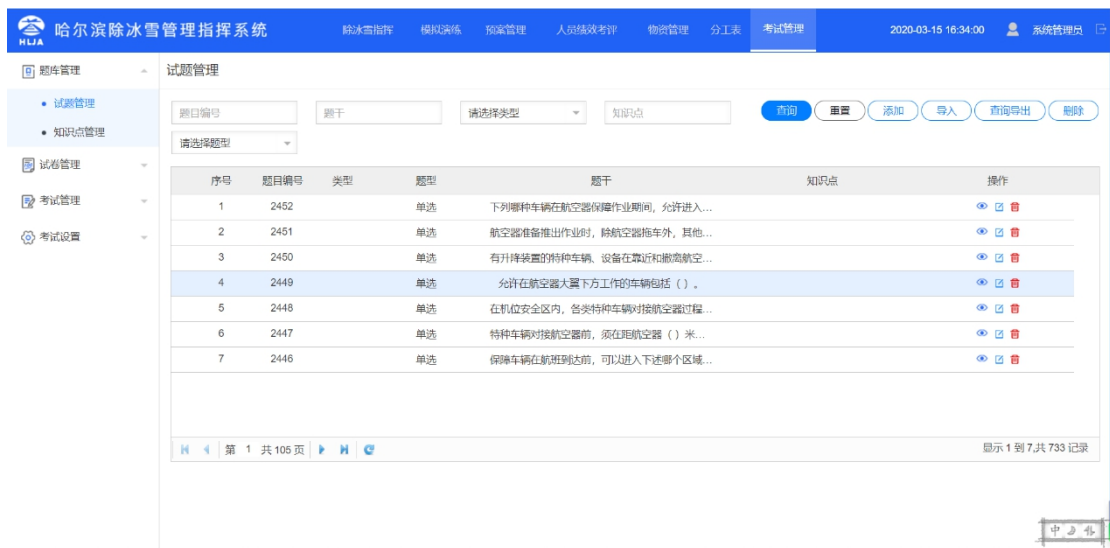 HLJA 哈尔滨除冰雪管理指挥系统 除冰雪指挥 模拟演练 预案管理 人员绩效考评 物资管理 分工表 考试管理 2020-03-15 16:34:00 系统管理员
题库管理
试题管理
知识点管理
试卷管理
考试管理
考试设置
试题管理
题目编号 题干 请选择类型 知识点 查询 重置 添加 导入 查询导出 删除
请选择题型
序号 题目编号 类型 题型 题干 知识点 操作
1 2452 单选 下列哪种车辆在航空器保障作业期间，允许进入...
2 2451 单选 航空器准备推出作业时，除航空器拖车外，其他...
3 2450 单选 有升降装置的特种车辆、设备在靠近和撤离航空...
4 2449 单选 允许在航空器大翼下方工作的车辆包括（ ）。
5 2448 单选 在机位安全区内，各类特种车辆对接航空器过程...
6 2447 单选 特种车辆对接航空器前，须在距航空器（ ）米...
7 2446 单选 保障车辆在航班到达前，可以进入下述哪个区域...
第 1 共105页 显示1到7,共733记录
中